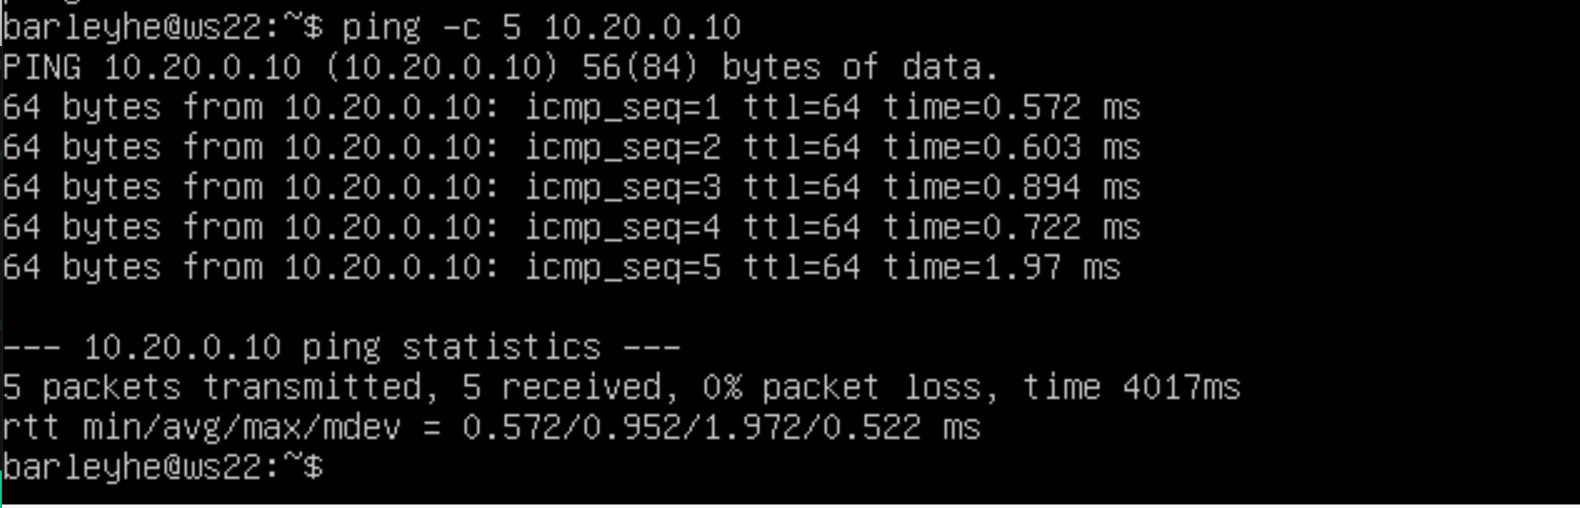 barleyhe@ws22:~$ ping -c 5 10.20.0.10
PING 10.20.0.10 (10.20.0.10) 56(84) bytes of data.
64 bytes from 10.20.0.10: icmp_seq=1 ttl=64 time=0.572 ms
64 bytes from 10.20.0.10: icmp_seq=2 ttl=64 time=0.603 ms
64 bytes from 10.20.0.10: icmp_seq=3 ttl=64 time=0.894 ms
64 bytes from 10.20.0.10: icmp_seq=4 ttl=64 time=0.722 ms
64 bytes from 10.20.0.10: icmp_seq=5 ttl=64 time=1.97 ms
--- 10.20.0.10 ping statistics ---
5 packets transmitted, 5 received, 0% packet loss, time 4017ms
rtt min/avg/max/mdev = 0.572/0.952/1.972/0.522 ms
barleyhe@ws22:~$